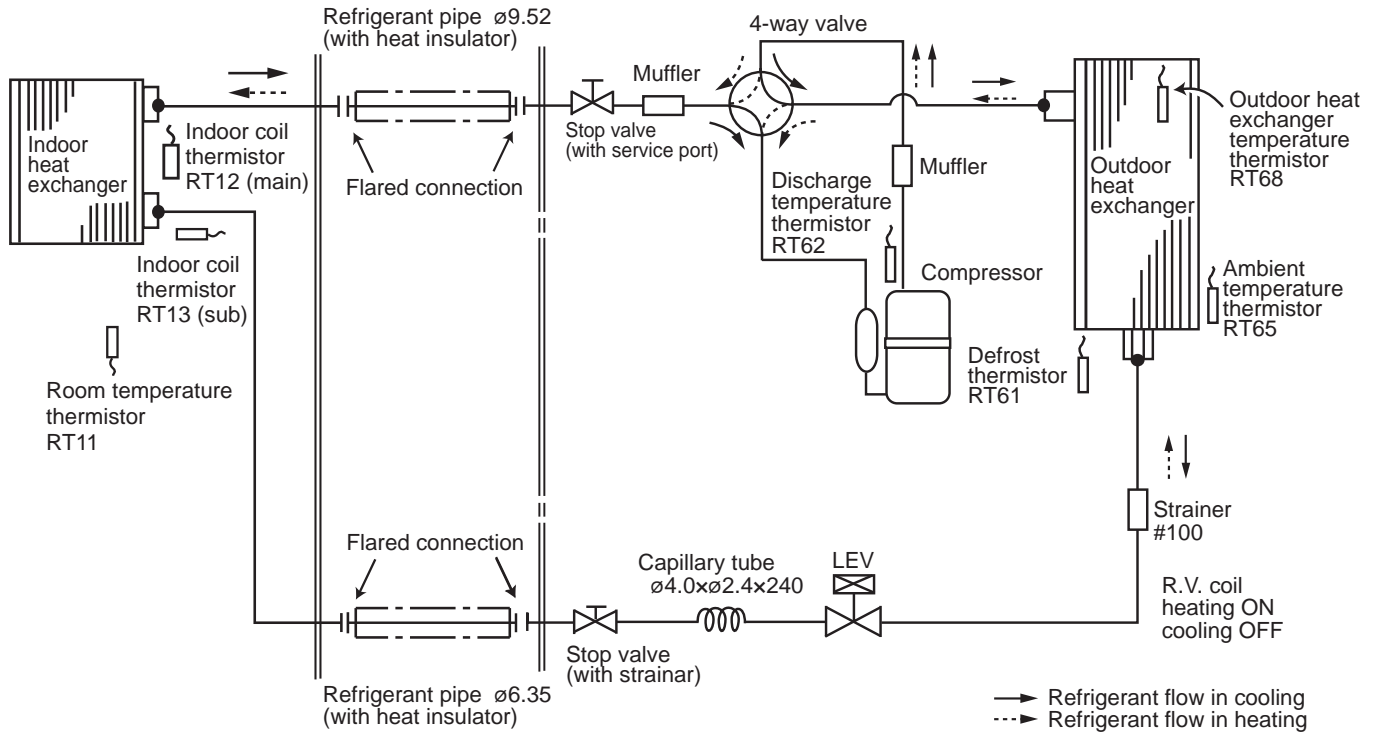 Refrigerant pipe ø9.52
(with heat insulator)
4-way valve
Muffler
Stop valve
(with service port)
Indoor
heat
exchanger
Indoor coil
thermistor
RT12 (main)
Flared connection
Muffler
Outdoor heat
exchanger
temperature
thermistor
RT68
Outdoor
heat
exchanger
Discharge
temperature
thermistor
RT62
Indoor coil
thermistor
RT13 (sub)
Compressor
Ambient
temperature
thermistor
RT65
Room temperature
thermistor
RT11
Defrost
thermistor
RT61
Strainer
#100
Flared connection
Capillary tube
ø4.0×ø2.4×240
LEV
R.V. coil
heating ON
cooling OFF
Stop valve
(with strainar)
Refrigerant pipe ø6.35
(with heat insulator)
Refrigerant flow in cooling
Refrigerant flow in heating